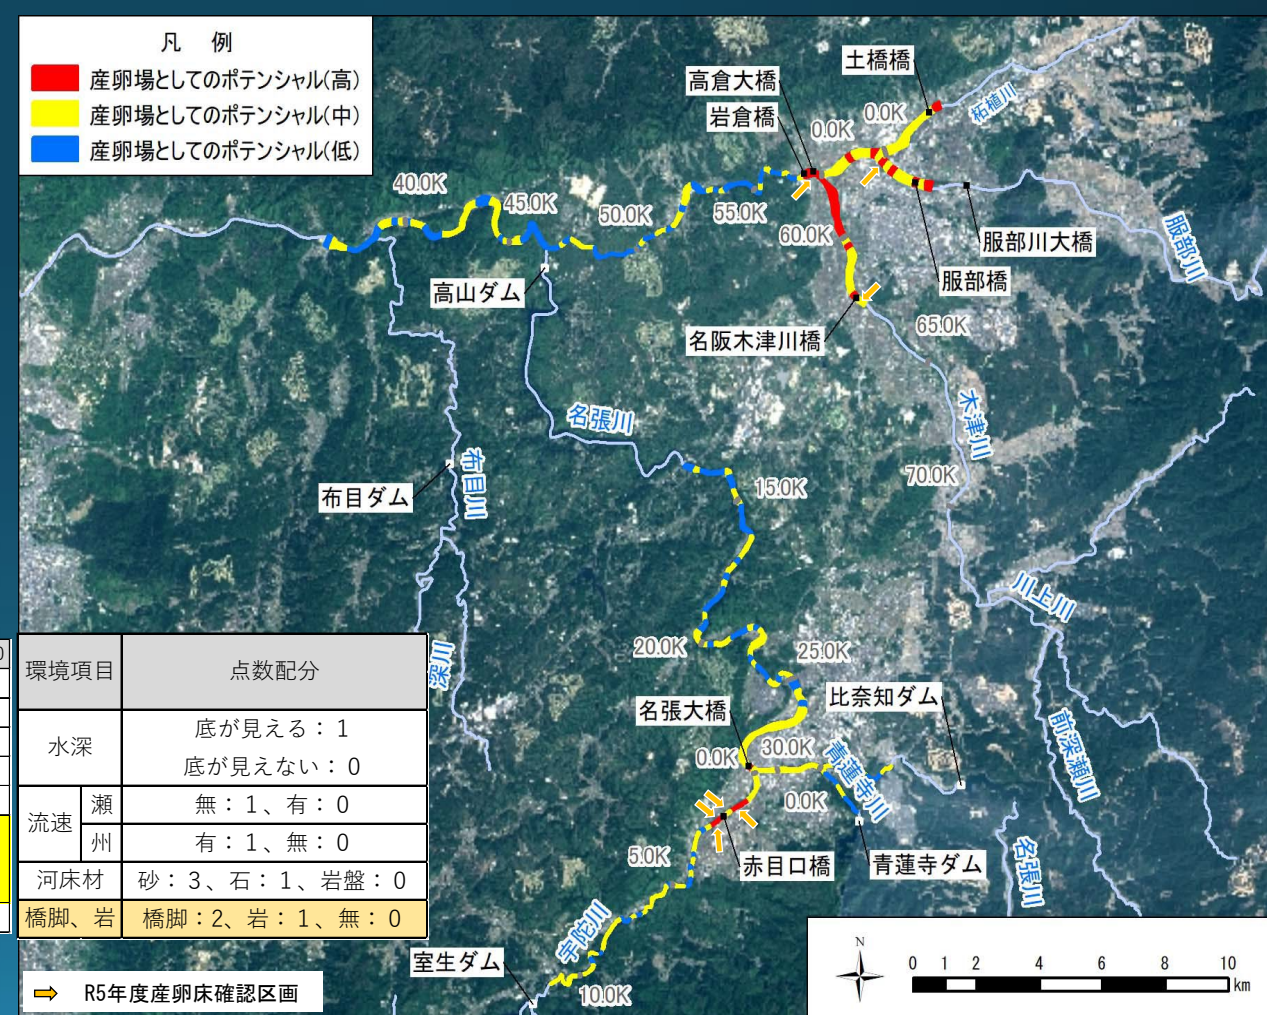 凡 例
産卵場としてのポテンシャル(高)
産卵場としてのポテンシャル(中)
産卵場としてのポテンシャル(低)
土橋橋
高倉大橋
岩倉橋
柘植川
0.0K
0.0K
40.0K
45.0K
50.0K
55.0K
60.0K
服部川
服部川大橋
服部橋
高山ダム
名阪木津川橋
65.0K
木津川
名張川
布目川
布目ダム
70.0K
15.0K
川上川
20.0K
25.0K
深川
比奈知ダム
名張大橋
前深瀬川
30.0K
0.0K
青蓮寺川
0.0K
5.0K
赤目口橋
青蓮寺ダム
名張川
宇陀川
室生ダム
10.0K
環境項目 点数配分
水深 底が見える:1
底が見えない:0
流速 瀬 無:1、有:0
州 有:1、無:0
河床材 砂:3、石:1、岩盤:0
橋脚、岩 橋脚:2、岩:1、無:0
R5年度産卵床確認区画
N
0 1 2 4 6 8 10
km